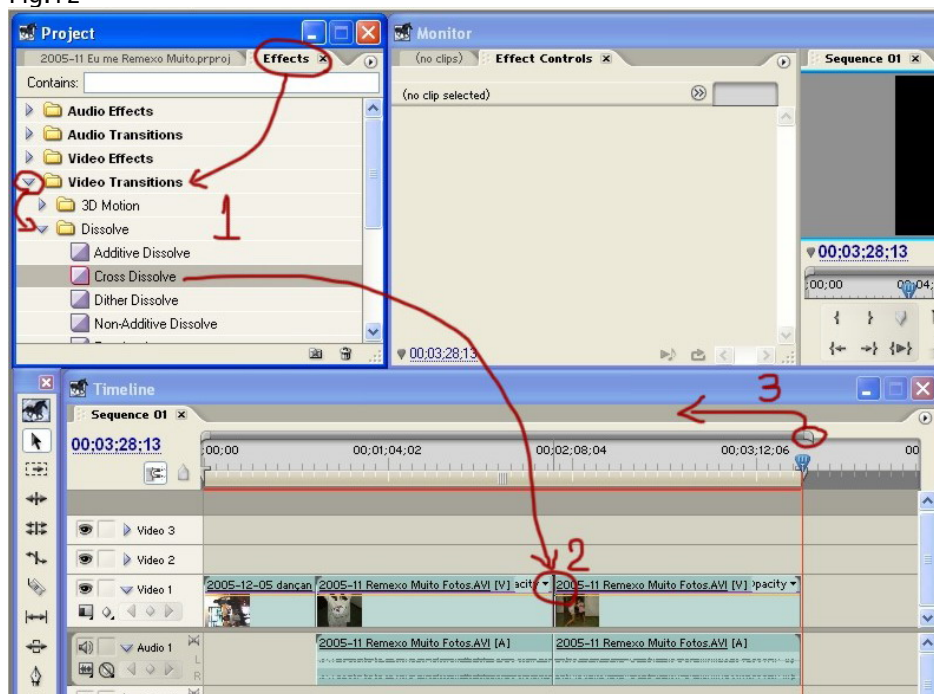 Fig.12
Project
Monitor
2005-11 Eu me Remexo Muito.prproj
Effects
(no clips)
Effect Controls
Sequence 01
Contains:
(no clip selected)
Audio Effects
Audio Transitions
Video Effects
Video Transitions
1
3D Motion
Dissolve
Additive Dissolve
Cross Dissolve
Dither Dissolve
Non-Additive Dissolve
00;03;28;13
;00;00
00;03;28;13
Timeline
3
Sequence 01
00;03;28;13
;00;00
00;01;04;02
00;02;08;04
00;03;12;06
00
Video 3
Video 2
2
Video 1
2005-12-05 dançan
2005-11 Remexo Muito Fotos.AVI [V] acity
2005-11 Remexo Muito Fotos.AVI [V] opacity
Audio 1
2005-11 Remexo Muito Fotos.AVI [A]
2005-11 Remexo Muito Fotos.AVI [A]
L
R